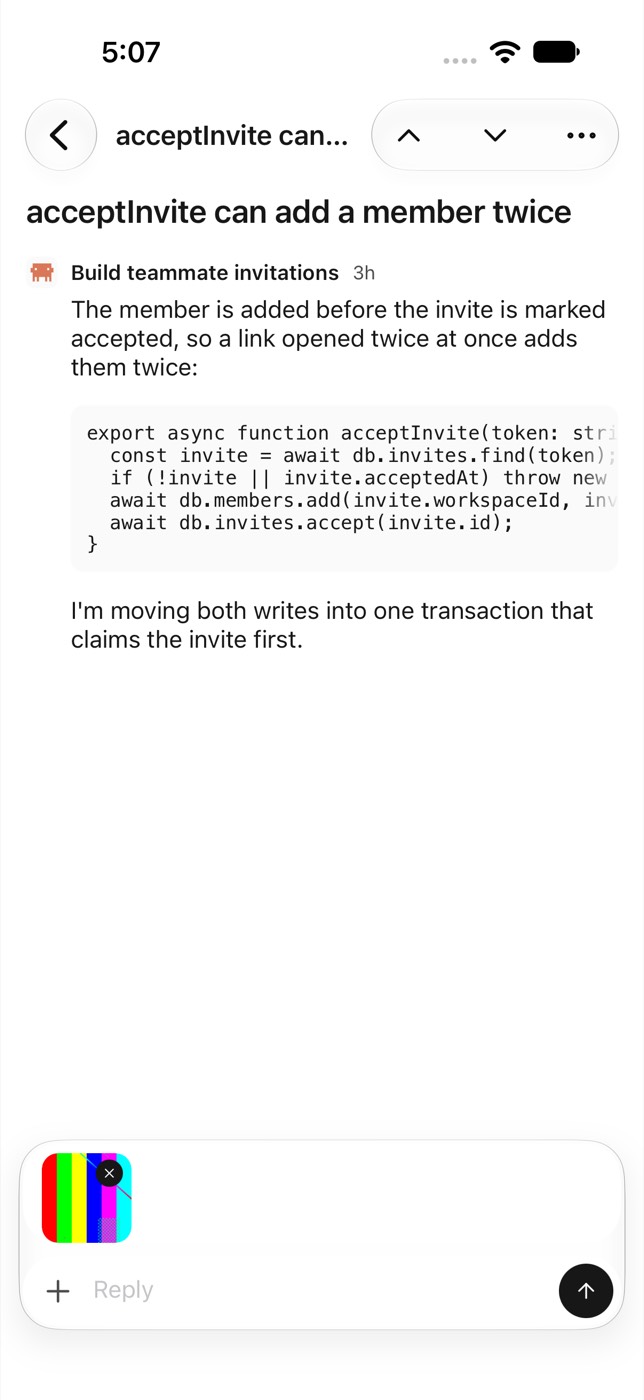 5:07
acceptInvite can...
acceptInvite can add a member twice
Build teammate invitations 3h
The member is added before the invite is marked
accepted, so a link opened twice at once adds
them twice:
export async function acceptInvite(token: stri
  const invite = await db.invites.find(token);
  if (!invite || invite.acceptedAt) throw new
  await db.members.add(invite.workspaceId, inv
  await db.invites.accept(invite.id);
}
I'm moving both writes into one transaction that
claims the invite first.
Reply